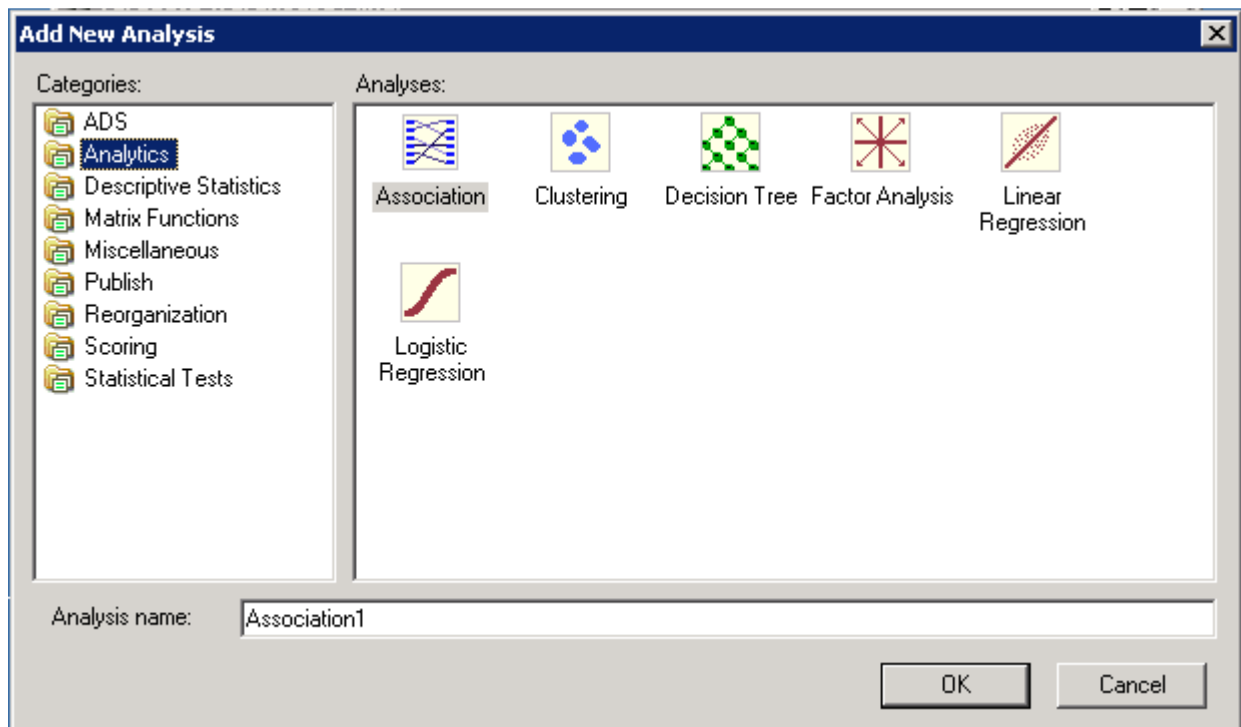 Add New Analysis
Categories:
ADS
Analytics
Descriptive Statistics
Matrix Functions
Miscellaneous
Publish
Reorganization
Scoring
Statistical Tests
Analyses:
Association
Clustering
Decision Tree
Factor Analysis
Linear
Regression
Logistic
Regression
Analysis name:
Association1
OK
Cancel